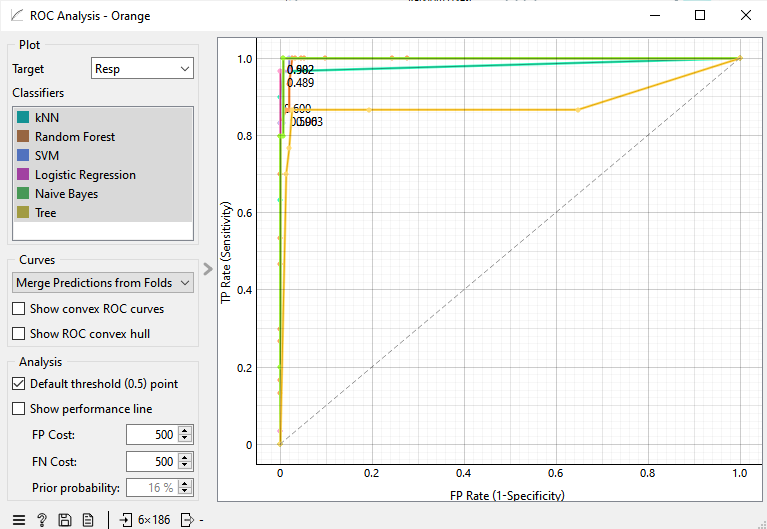 ROC Analysis - Orange
Plot
Target
Resp
Classifiers
kNN
Random Forest
SVM
Logistic Regression
Naive Bayes
Tree
Curves
Merge Predictions from Folds
Show convex ROC curves
Show ROC convex hull
Analysis
Default threshold (0.5) point
Show performance line
FP Cost:
500
FN Cost:
500
Prior probability:
16 %
6×186
-
TP Rate (Sensitivity)
1.0
0.8
0.6
0.4
0.2
0
0.489
0
0.2
0.4
0.6
0.8
1.0
FP Rate (1-Specificity)